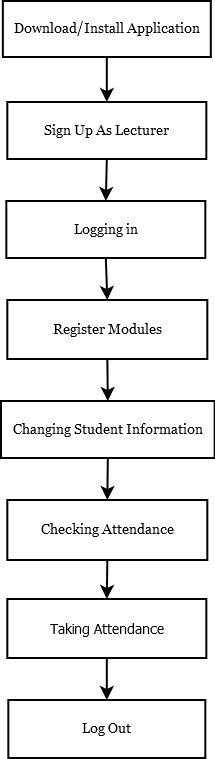 Download/Install Application
Sign Up As Lecturer
Logging in
Register Modules
Changing Student Information
Checking Attendance
Taking Attendance
Log Out